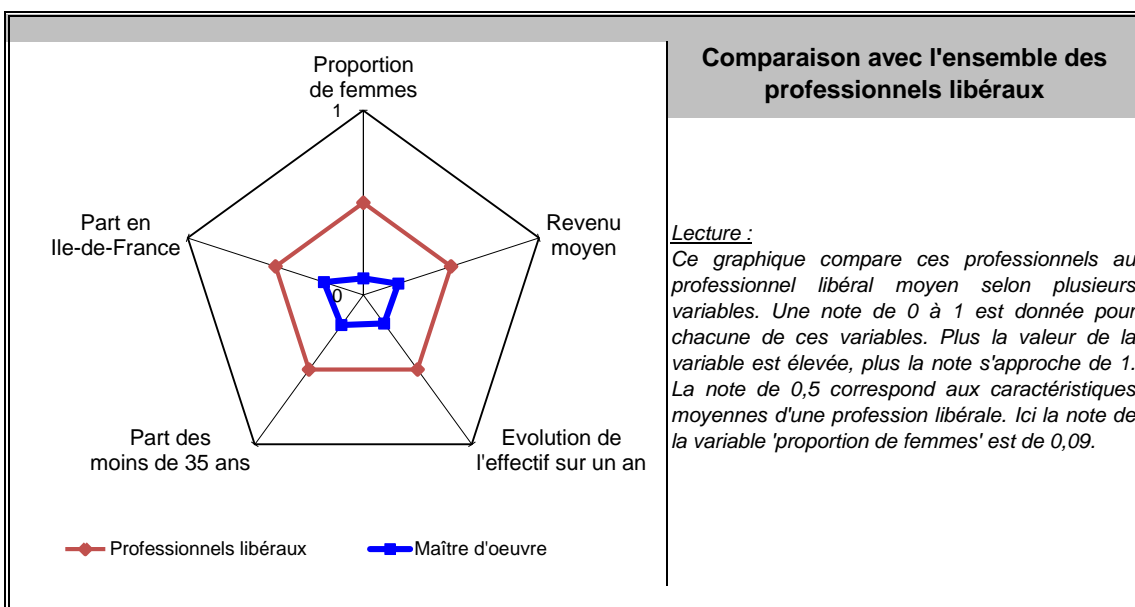 Comparaison avec l'ensemble des
professionnels libéraux
Proportion
de femmes
1
Part en
Ile-de-France
Revenu
moyen
0
Part des
moins de 35 ans
Evolution de
l'effectif sur un an
Professionnels libéraux
Maître d'oeuvre
Lecture :
Ce graphique compare ces professionnels au
professionnel libéral moyen selon plusieurs
variables. Une note de 0 à 1 est donnée pour
chacune de ces variables. Plus la valeur de la
variable est élevée, plus la note s'approche de 1.
La note de 0,5 correspond aux caractéristiques
moyennes d'une profession libérale. Ici la note de
la variable 'proportion de femmes' est de 0,09.